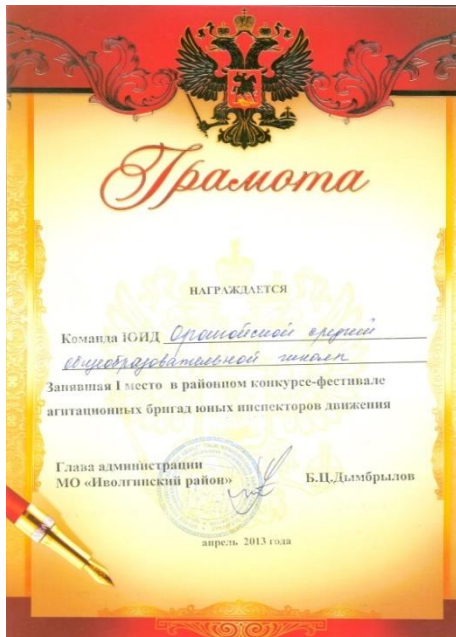 Грамота
НАГРАЖДАЕТСЯ
Команда ЮИД Оронгойской средней
общеобразовательной школы
Занявшая I место в районном конкурсе-фестивале
агитационных бригад юных инспекторов движения
Глава администрации
МО «Иволгинский район» Б.Ц.Дымбрылов
апрель 2013 года